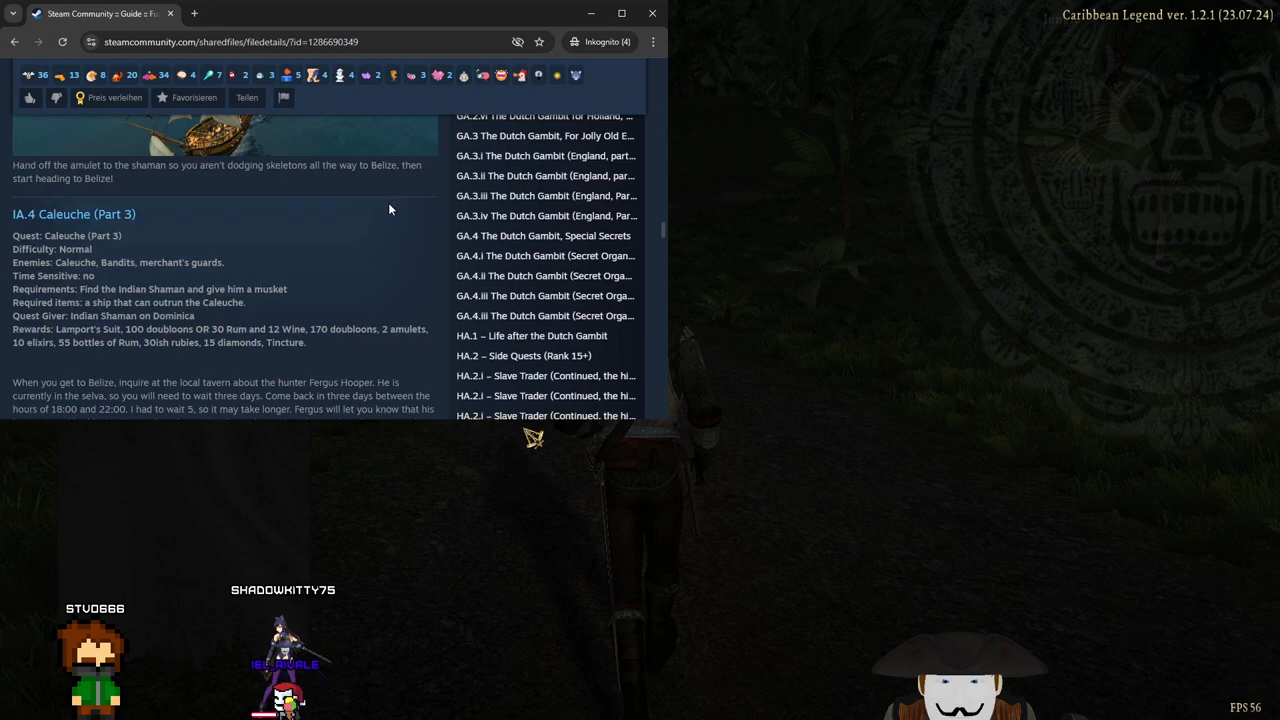 Steam Community :: Guide :: Fu
Caribbean Legend ver. 1.2.1 (23.07.24)
steamcommunity.com/sharedfiles/filedetails/?id=1286690349
Inkognito (4)
36 13 8 20 34 4 7 2 3 5 4 4 2 3 2
Preis verleihen
Favorisieren
Teilen
Hand off the amulet to the shaman so you aren't dodging skeletons all the way to Belize, then
start heading to Belize!
IA.4 Caleuche (Part 3)
Quest: Caleuche (Part 3)
Difficulty: Normal
Enemies: Caleuche, Bandits, merchant's guards.
Time Sensitive: no
Requirements: Find the Indian Shaman and give him a musket
Required items: a ship that can outrun the Caleuche.
Quest Giver: Indian Shaman on Dominica
Rewards: Lamport's Suit, 100 doubloons OR 30 Rum and 12 Wine, 170 doubloons, 2 amulets,
10 elixirs, 55 bottles of Rum, 30ish rubies, 15 diamonds, Tincture.
When you get to Belize, inquire at the local tavern about the hunter Fergus Hooper. He is
currently in the selva, so you will need to wait three days. Come back in three days between the
hours of 18:00 and 22:00. I had to wait 5, so it may take longer. Fergus will let you know that his
GA.2.vi The Dutch Gambit for Holland, ...
GA.3 The Dutch Gambit, For Jolly Old E...
GA.3.i The Dutch Gambit (England, part...
GA.3.ii The Dutch Gambit (England, par...
GA.3.iii The Dutch Gambit (England, Par...
GA.3.iv The Dutch Gambit (England, Par...
GA.4 The Dutch Gambit, Special Secrets
GA.4.i The Dutch Gambit (Secret Organ...
GA.4.ii The Dutch Gambit (Secret Orga...
GA.4.iii The Dutch Gambit (Secret Orga...
GA.4.iii The Dutch Gambit (Secret Orga...
HA.1 – Life after the Dutch Gambit
HA.2 – Side Quests (Rank 15+)
HA.2.i – Slave Trader (Continued, the hi...
HA.2.i – Slave Trader (Continued, the hi...
HA.2.i – Slave Trader (Continued, the hi...
SHADOWKITTY75
STVO666
IEL_RIVALE
FPS 56